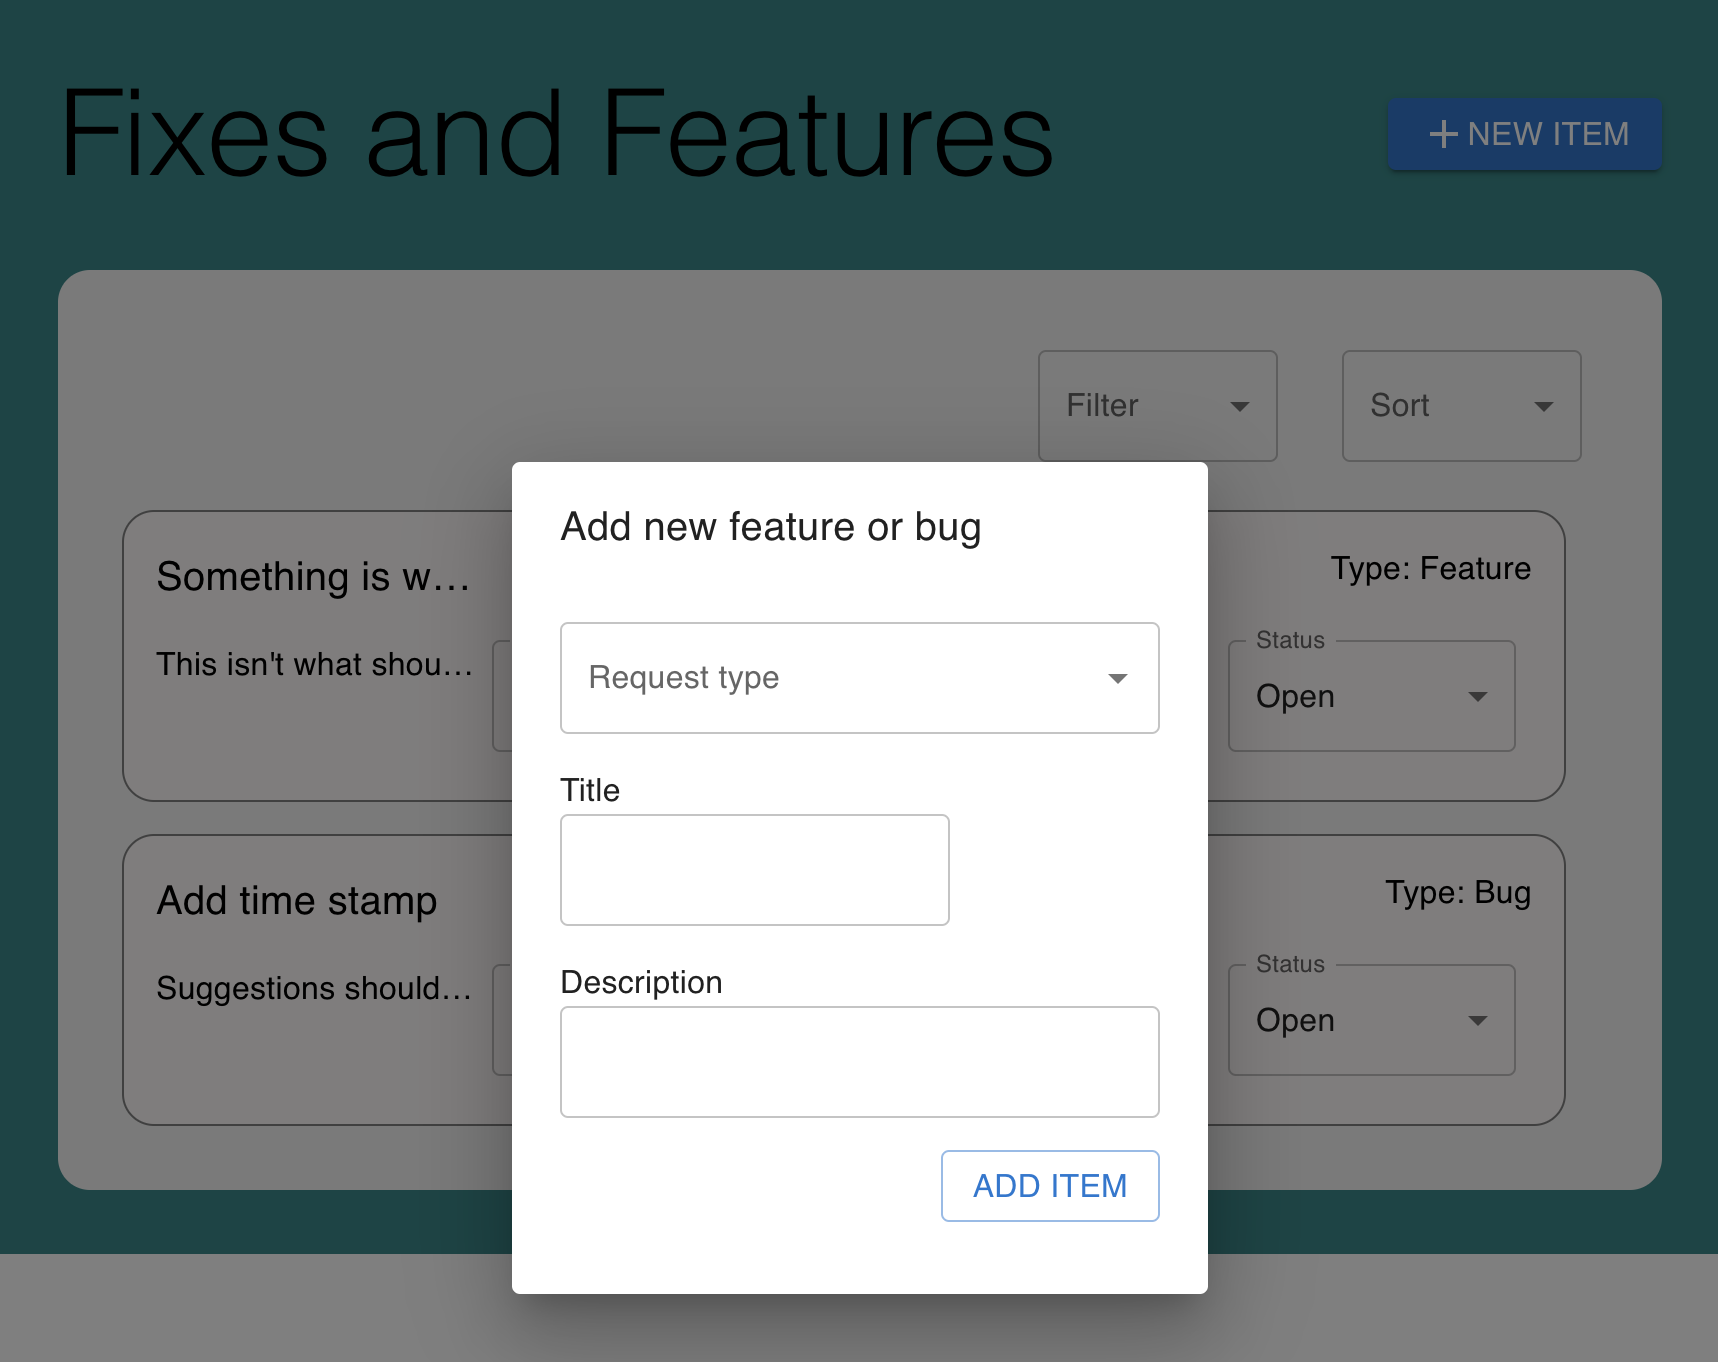 Fixes and Features
NEW ITEM
Filter
Sort
Add new feature or bug
Request type
Title
Description
ADD ITEM
Something is w...
This isn't what shou...
Type: Feature
Status
Open
Add time stamp
Suggestions should...
Type: Bug
Status
Open